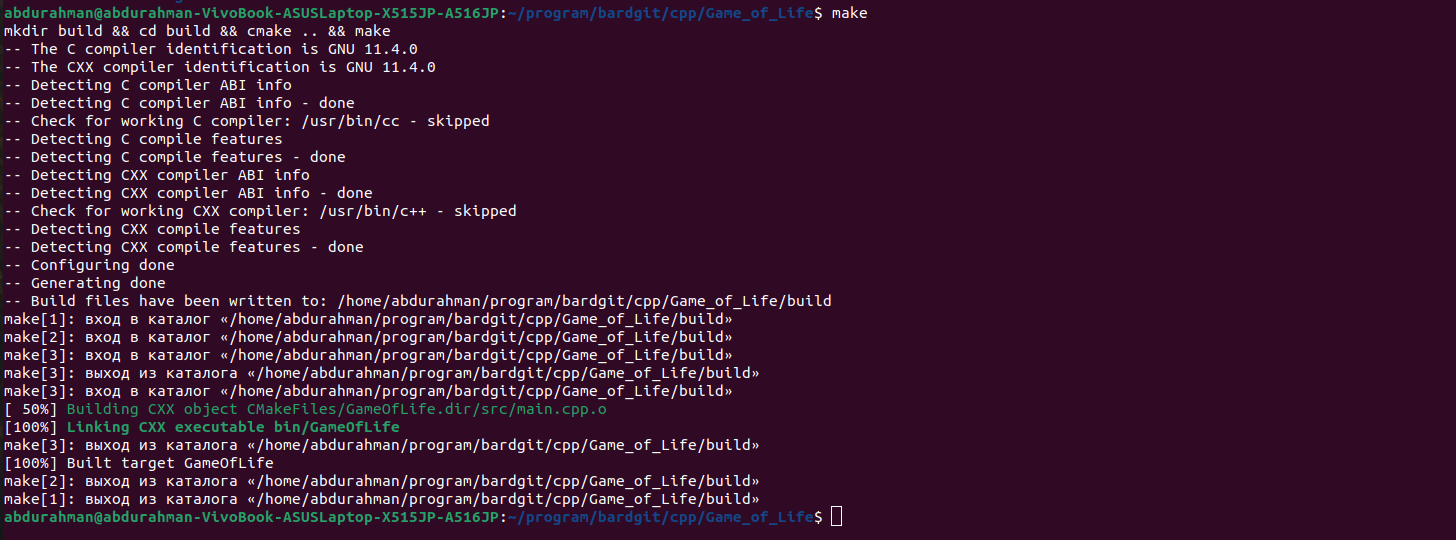 abdurahman@abdurahman-VivoBook-ASUSLaptop-X515JP-A516JP:~/program/bardgit/cpp/Game_of_Life$ make
mkdir build && cd build && cmake .. && make
-- The C compiler identification is GNU 11.4.0
-- The CXX compiler identification is GNU 11.4.0
-- Detecting C compiler ABI info
-- Detecting C compiler ABI info - done
-- Check for working C compiler: /usr/bin/cc - skipped
-- Detecting C compile features
-- Detecting C compile features - done
-- Detecting CXX compiler ABI info
-- Detecting CXX compiler ABI info - done
-- Check for working CXX compiler: /usr/bin/c++ - skipped
-- Detecting CXX compile features
-- Detecting CXX compile features - done
-- Configuring done
-- Generating done
-- Build files have been written to: /home/abdurahman/program/bardgit/cpp/Game_of_Life/build
make[1]: вход в каталог «/home/abdurahman/program/bardgit/cpp/Game_of_Life/build»
make[2]: вход в каталог «/home/abdurahman/program/bardgit/cpp/Game_of_Life/build»
make[3]: вход в каталог «/home/abdurahman/program/bardgit/cpp/Game_of_Life/build»
make[3]: выход из каталога «/home/abdurahman/program/bardgit/cpp/Game_of_Life/build»
make[3]: вход в каталог «/home/abdurahman/program/bardgit/cpp/Game_of_Life/build»
[ 50%] Building CXX object CMakeFiles/GameOfLife.dir/src/main.cpp.o
[100%] Linking CXX executable bin/GameOfLife
make[3]: выход из каталога «/home/abdurahman/program/bardgit/cpp/Game_of_Life/build»
[100%] Built target GameOfLife
make[2]: выход из каталога «/home/abdurahman/program/bardgit/cpp/Game_of_Life/build»
make[1]: выход из каталога «/home/abdurahman/program/bardgit/cpp/Game_of_Life/build»
abdurahman@abdurahman-VivoBook-ASUSLaptop-X515JP-A516JP:~/program/bardgit/cpp/Game_of_Life$